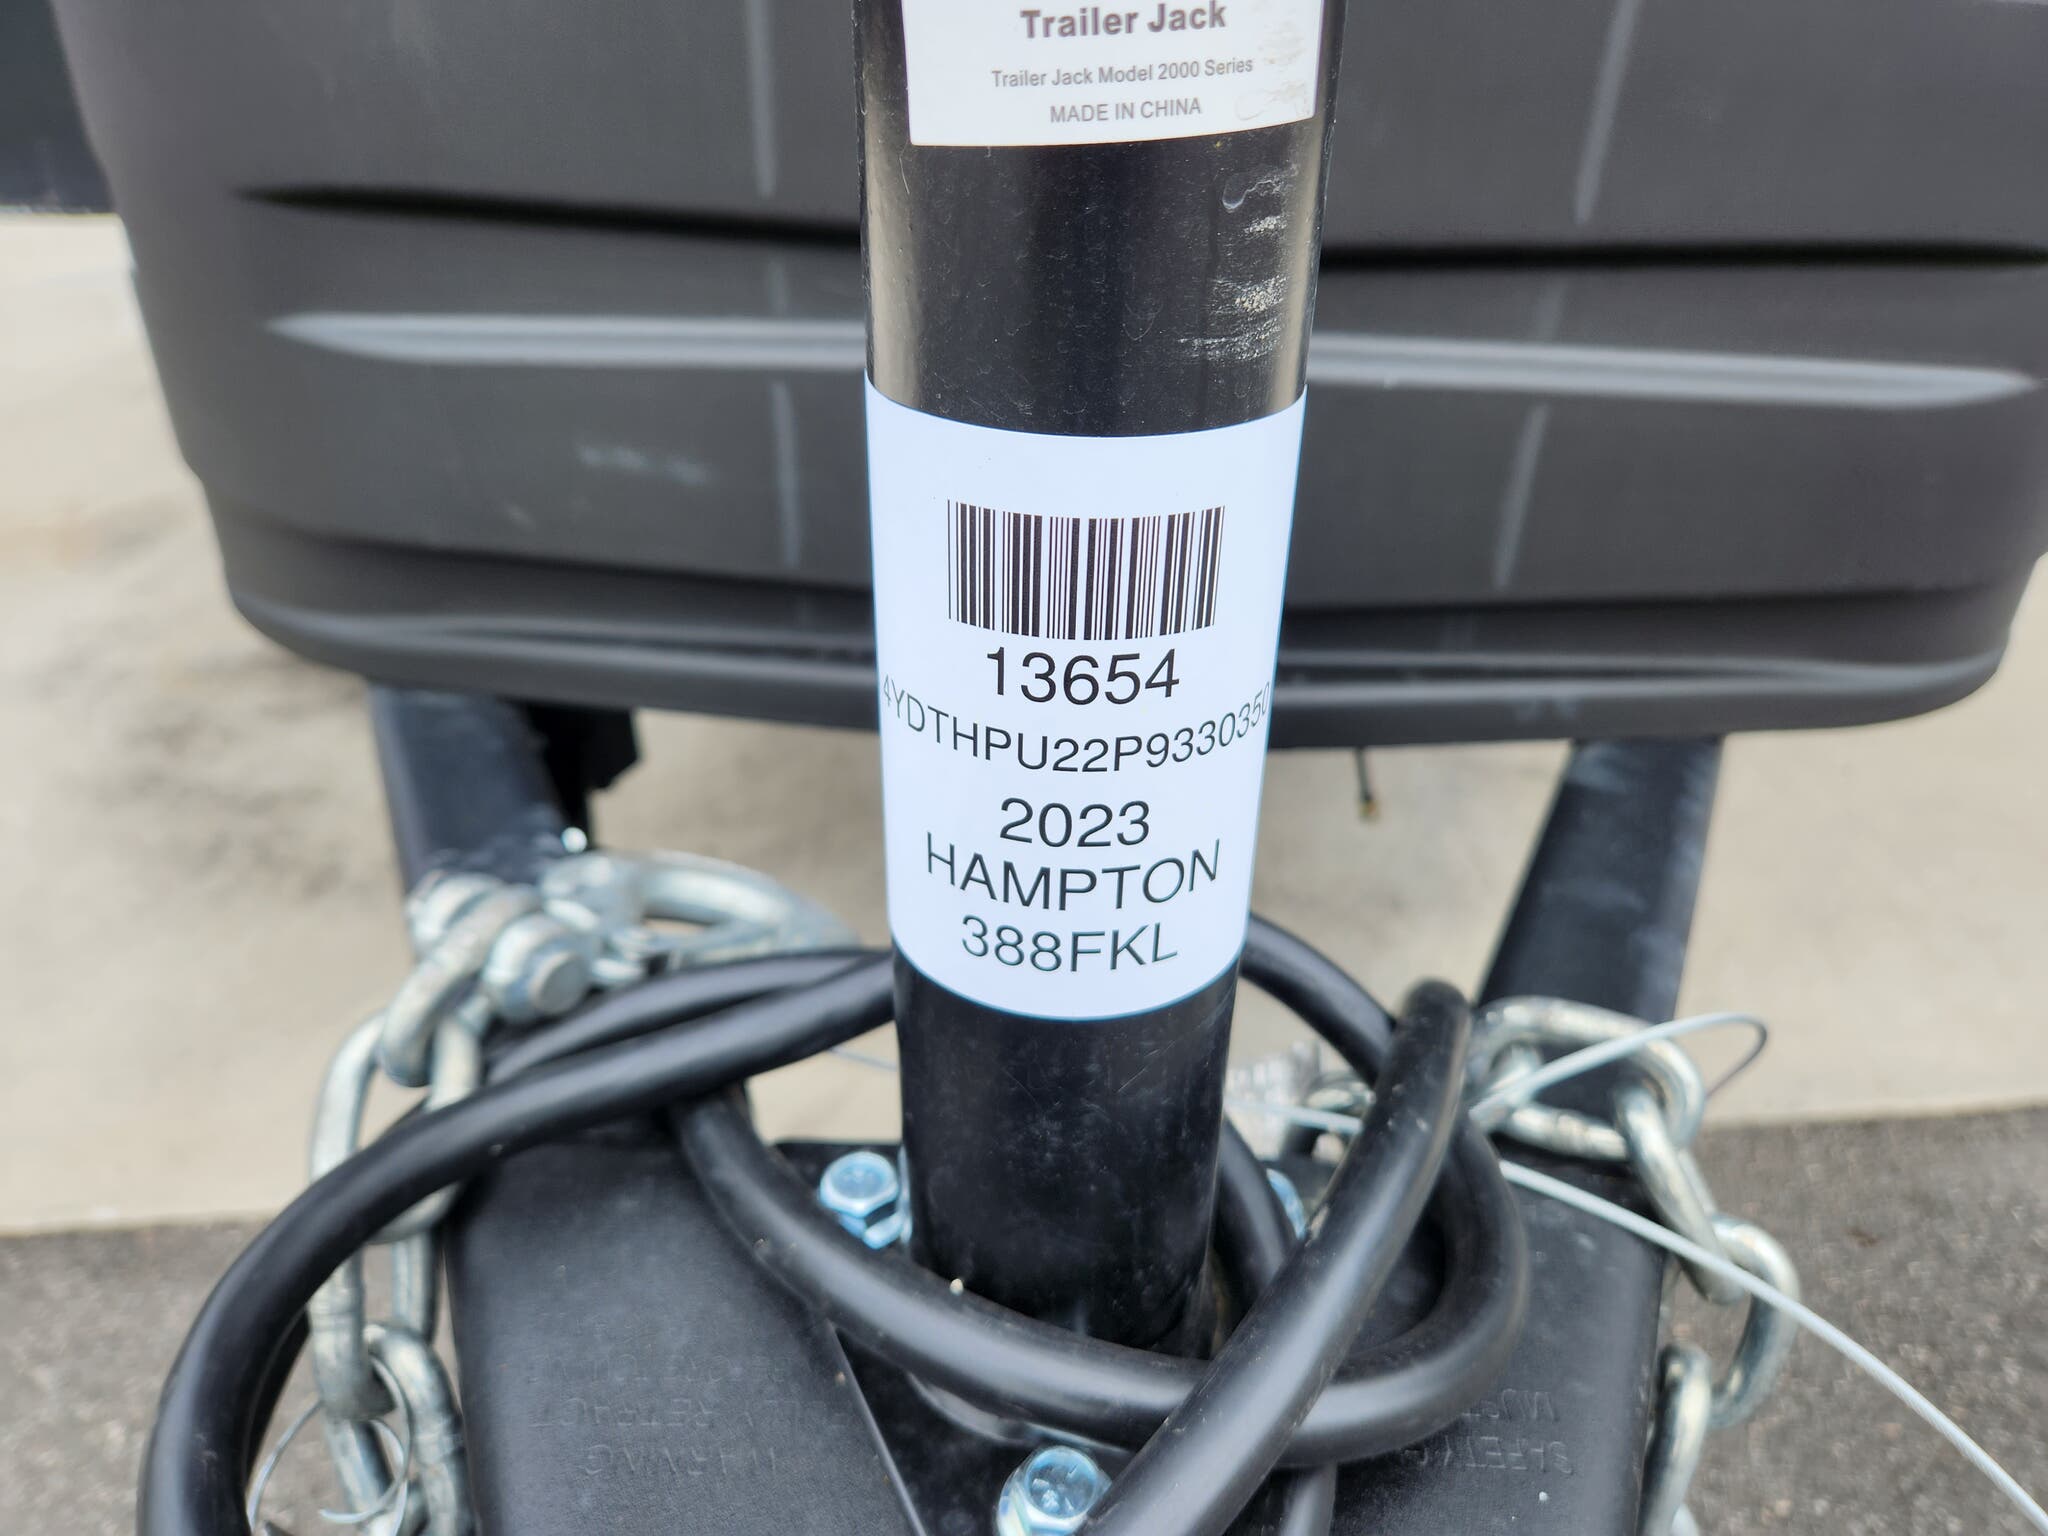 Trailer Jack
Trailer Jack Model 2000 Series
MADE IN CHINA
13654
4YDTHPU22P9330350
2023
HAMPTON
388FKL